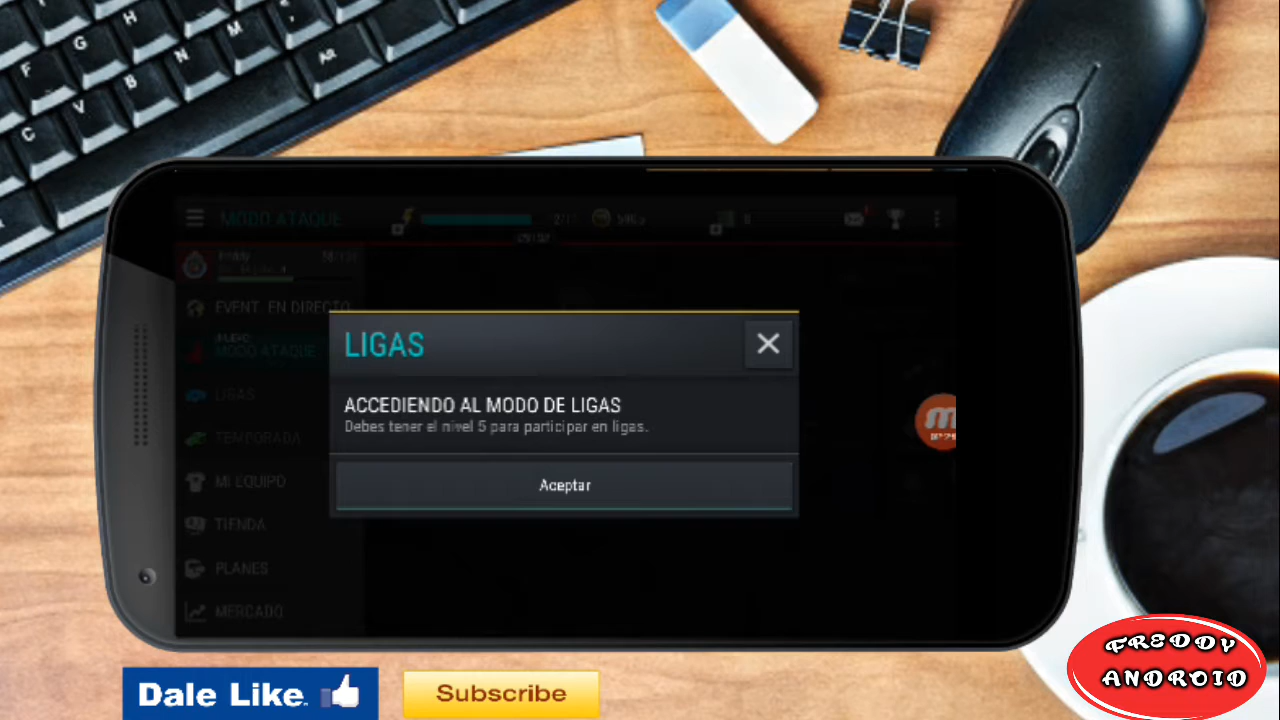 G
H
F
V
B
N
M
C
AR
MODO ATAQUE
EVENT. EN DIRECTO
MODO ATAQUE
LIGAS
TEMPORADA
MI EQUIPO
TIENDA
PLANES
MERCADO
LIGAS
ACCEDIENDO AL MODO DE LIGAS
Debes tener el nivel 5 para participar en ligas.
Aceptar
Dale Like.
Subscribe
FREDDY
ANDROID